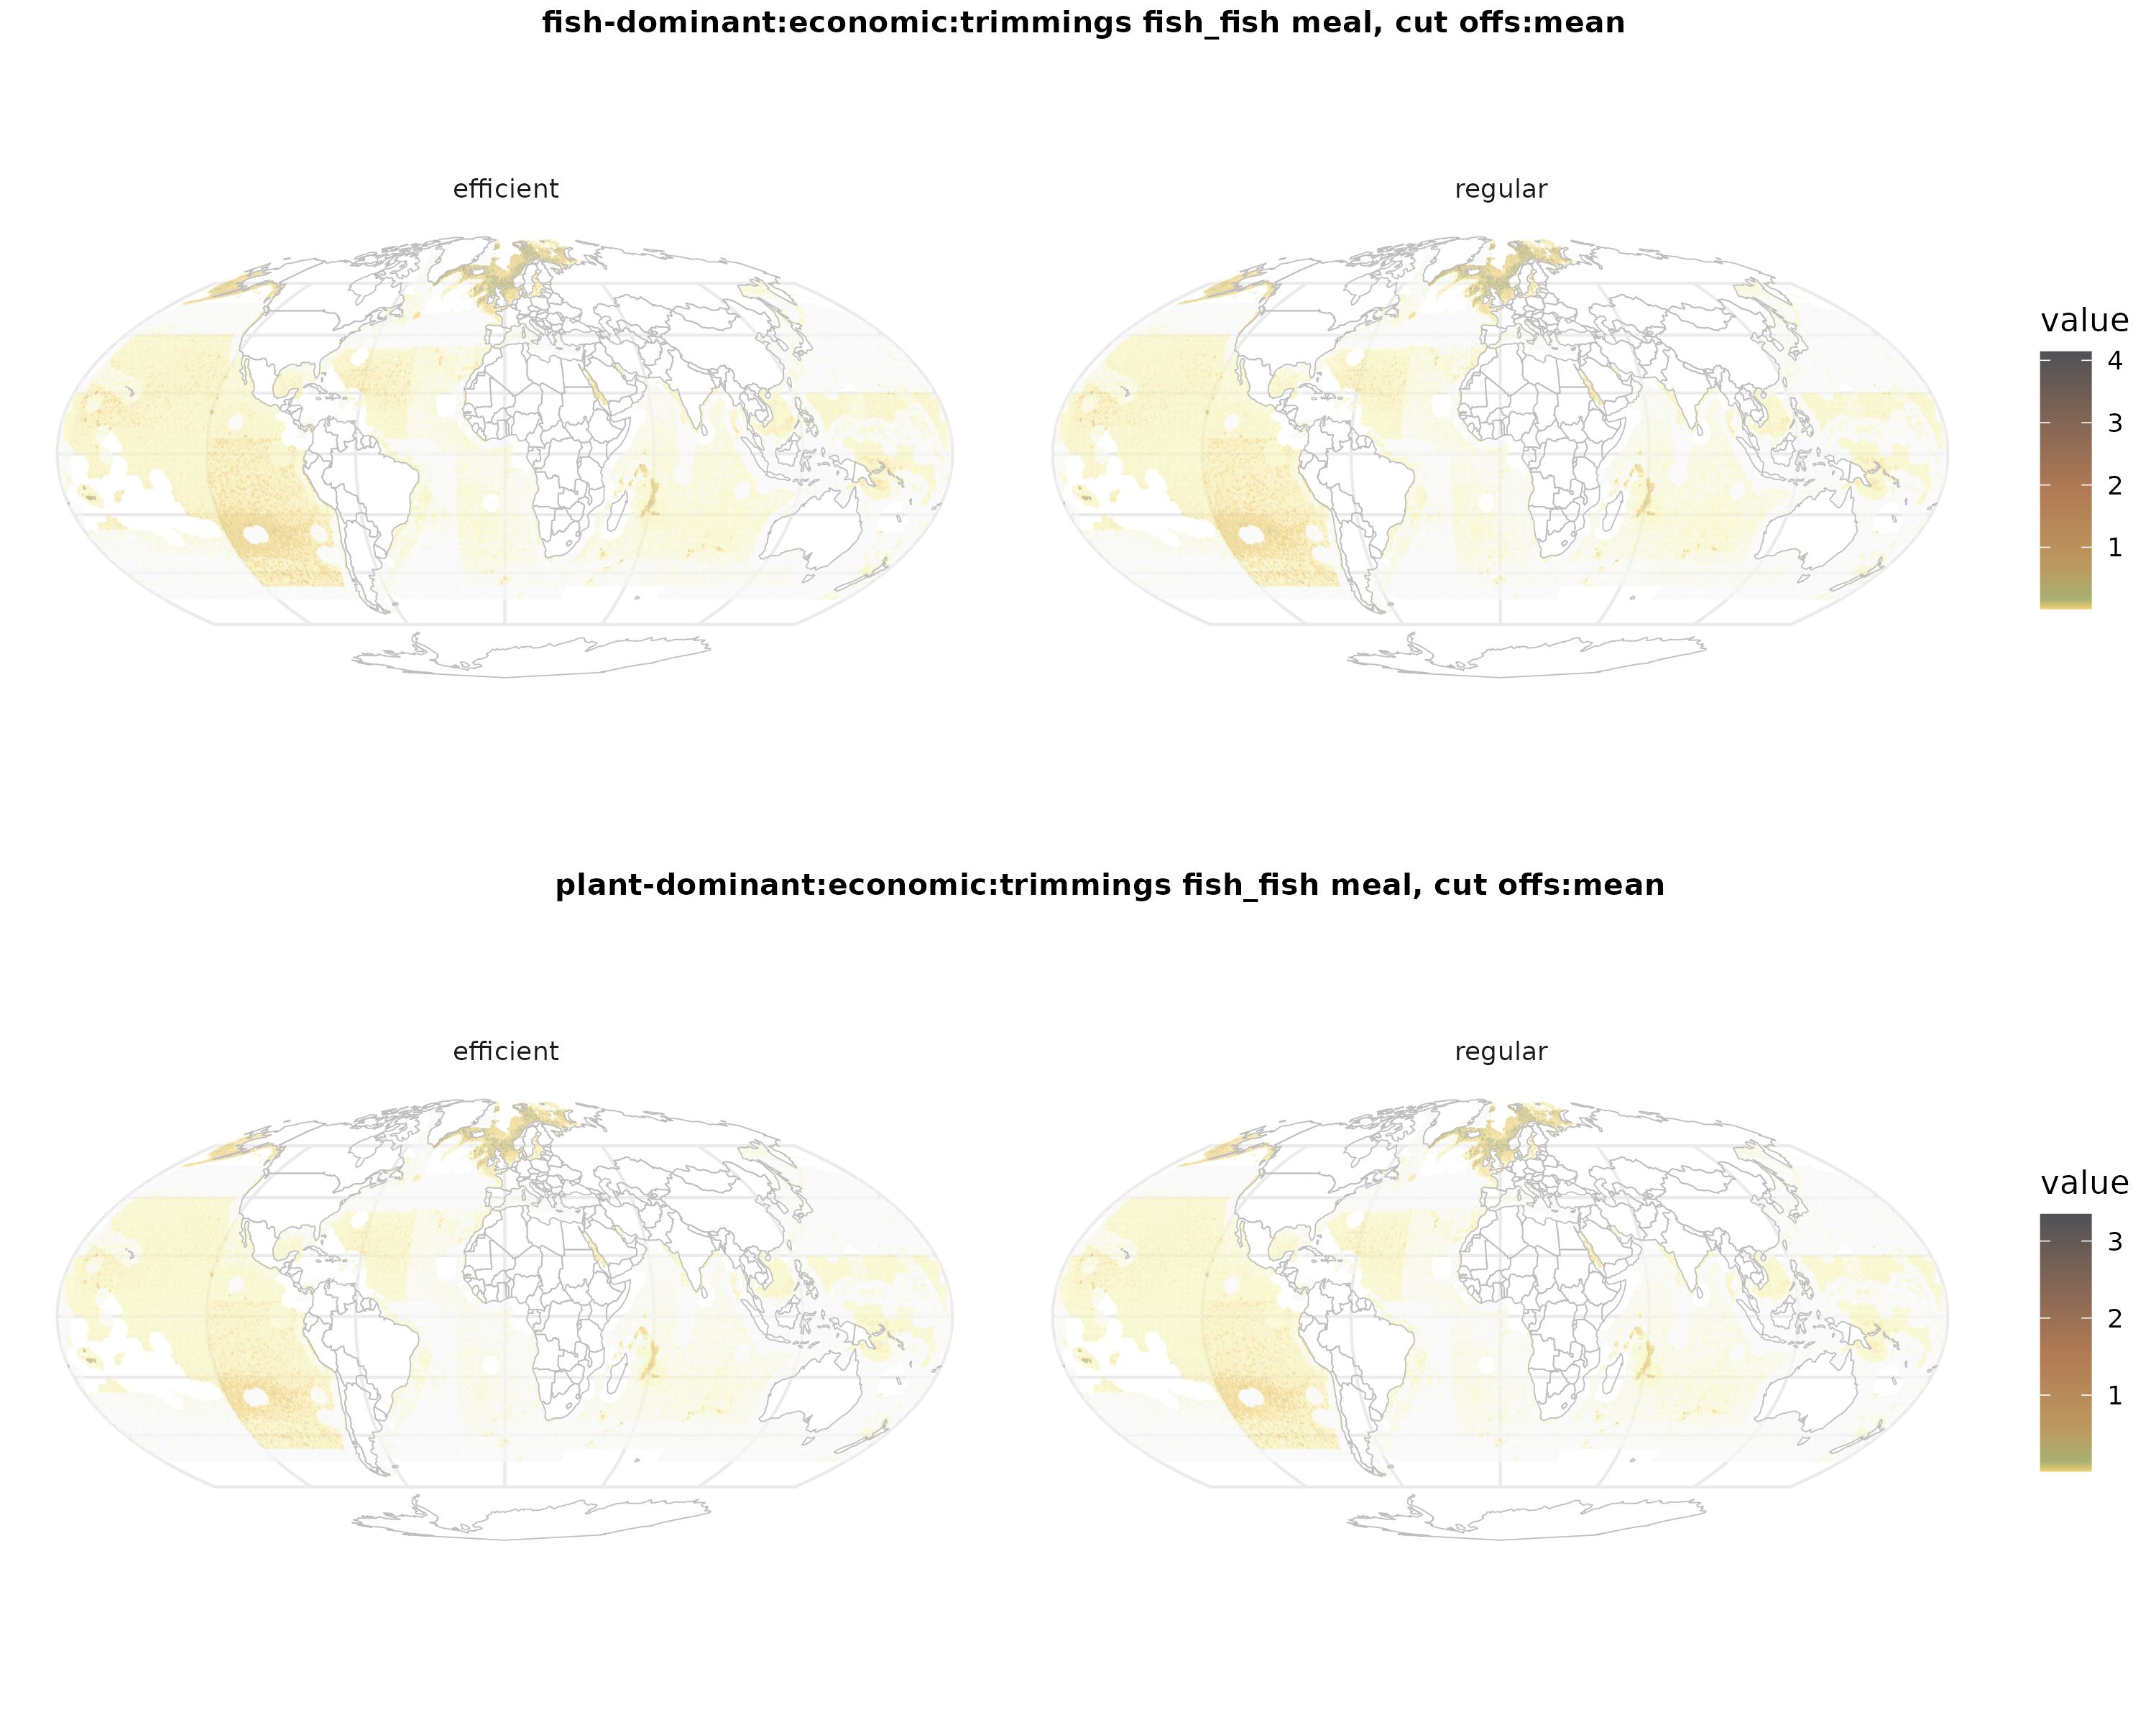 fish-dominant:economic:trimmings fish_fish meal, cut offs:mean
efficient
regular
value
4
3
2
1
plant-dominant:economic:trimmings fish_fish meal, cut offs:mean
efficient
regular
value
3
2
1